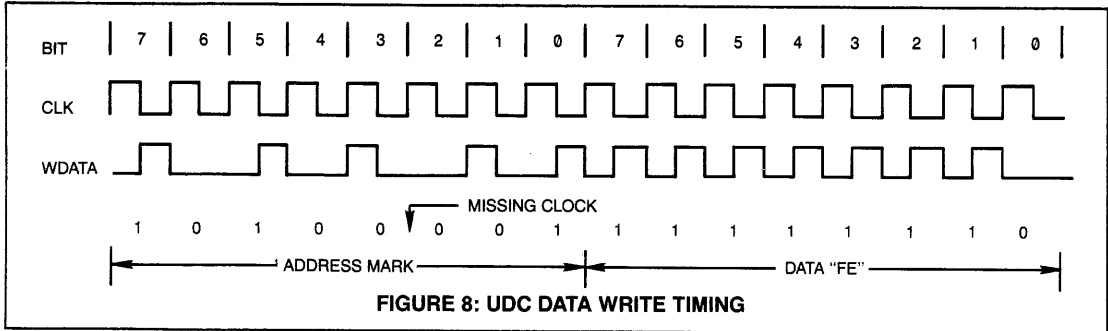 BIT 7 6 5 4 3 2 1 0 7 6 5 4 3 2 1 0
CLK
WDATA
MISSING CLOCK
1 0 1 0 0 0 0 1 1 1 1 1 1 1 1 0
ADDRESS MARK DATA "FE"
FIGURE 8: UDC DATA WRITE TIMING